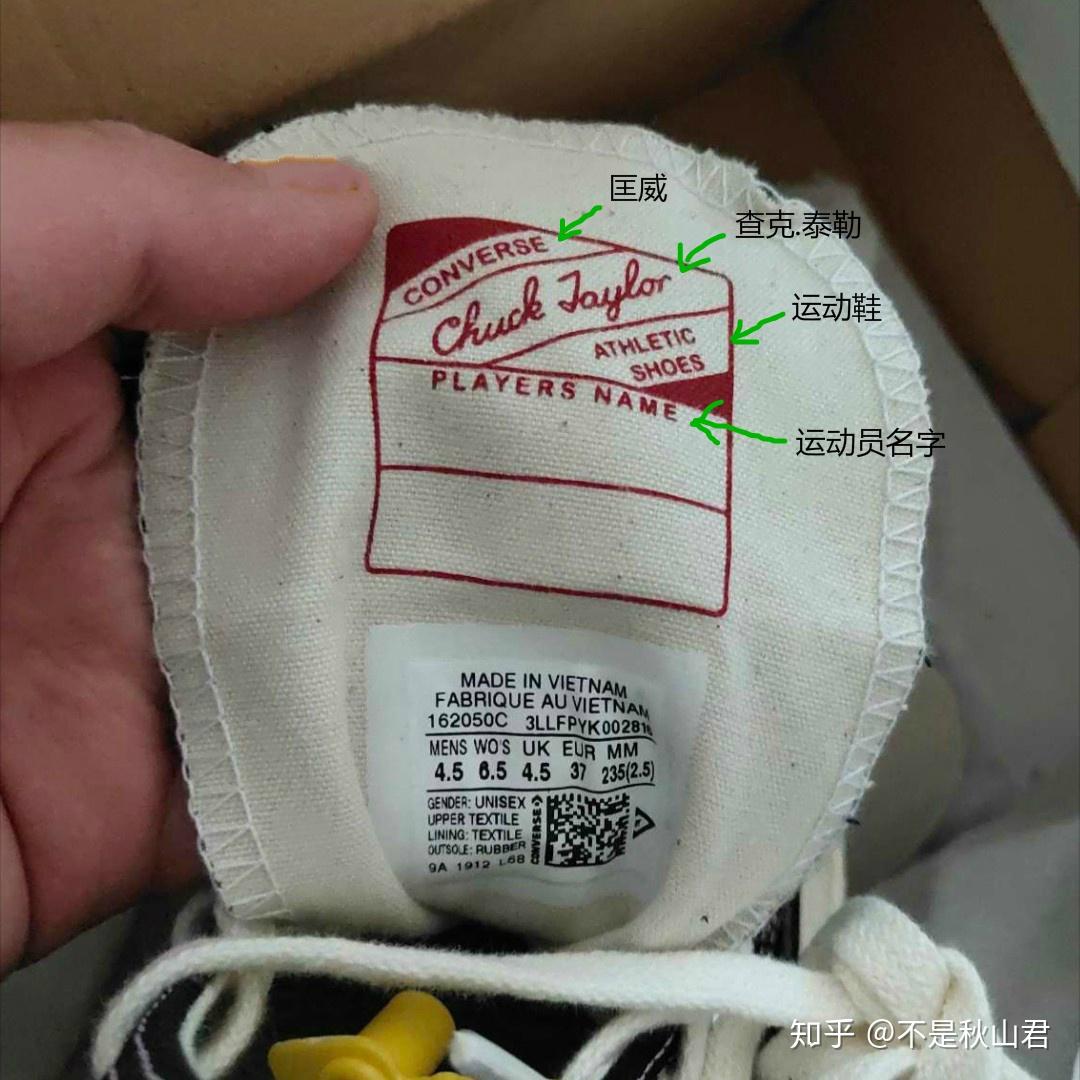 匡威
查克.泰勒
运动鞋
运动员名字
CONVERSE
Chuck Taylor
ATHLETIC
SHOES
PLAYERS NAME
MADE IN VIETNAM
FABRIQUE AU VIETNAM
162050C
MENS WO'S UK EUR MM
4.5 6.5 4.5 37 235(2.5)
GENDER: UNISEX
UPPER TEXTILE
LINING: TEXTILE
OUTSOLE: RUBBER
9A 1912 L68
CONVERSE
知乎 @不是秋山君